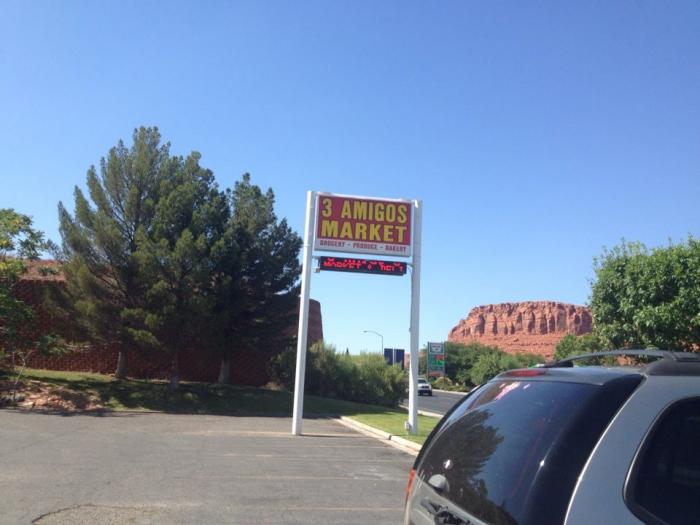 3 AMIGOS
MARKET
GROCERY - PRODUCE - BAKERY